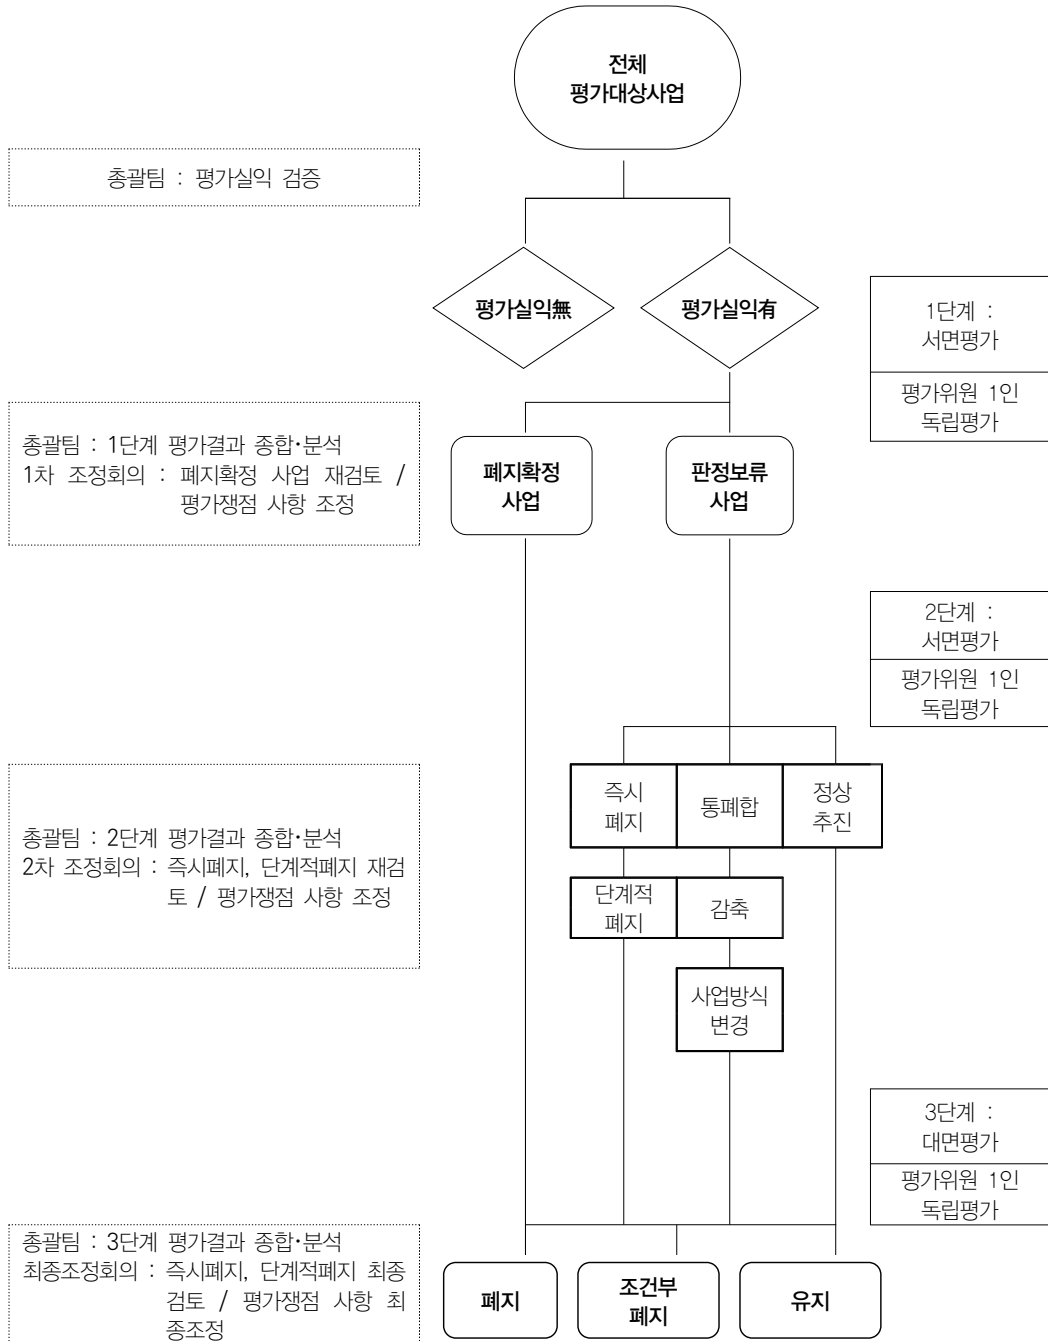 전체
평가대상사업
총괄팀 : 평가실익 검증
평가실익無
평가실익有
1단계 :
서면평가
평가위원 1인
독립평가
총괄팀 : 1단계 평가결과 종합·분석
1차 조정회의 : 폐지확정 사업 재검토 /
평가쟁점 사항 조정
폐지확정
사업
판정보류
사업
2단계 :
서면평가
평가위원 1인
독립평가
총괄팀 : 2단계 평가결과 종합·분석
2차 조정회의 : 즉시폐지, 단계적폐지 재검
토 / 평가쟁점 사항 조정
즉시
폐지
통폐합
정상
추진
단계적
폐지
감축
사업방식
변경
3단계 :
대면평가
평가위원 1인
독립평가
총괄팀 : 3단계 평가결과 종합·분석
최종조정회의 : 즉시폐지, 단계적폐지 최종
검토 / 평가쟁점 사항 최
종조정
폐지
조건부
폐지
유지